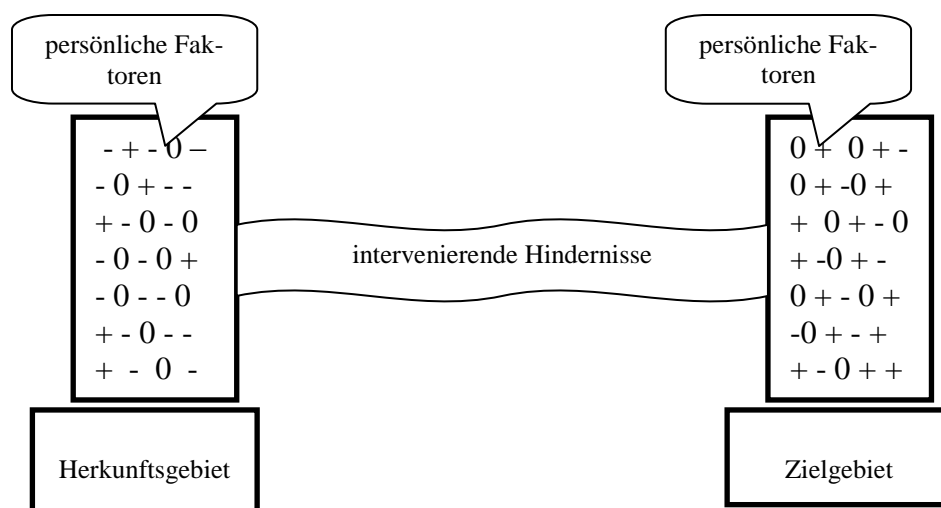 persönliche Fak-
toren
persönliche Fak-
toren
- + - 0 –
- 0 + - -
+ - 0 - 0
- 0 - 0 +
- 0 - - 0
+ - 0 - -
+ - 0 -
intervenierende Hindernisse
0 + 0 + -
0 + -0 +
+ 0 + - 0
+ -0 + -
0 + - 0 +
-0 + - +
+ - 0 + +
Herkunftsgebiet
Zielgebiet